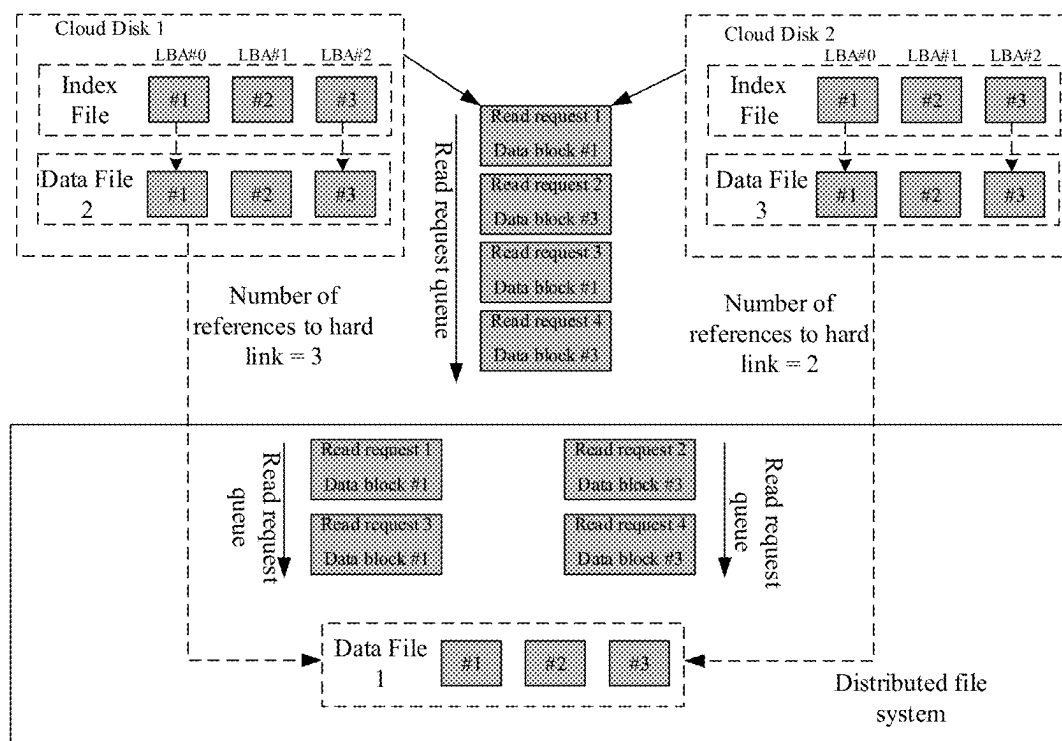 Cloud Disk 1
LBA#0 LBA#1 LBA#2
Index
File
#1 #2 #3
Data File
2
#1 #2 #3
Number of
references to hard
link = 3
Read request queue
Read request 1
Data block #1
Read request 2
Data block #3
Read request 3
Data block #1
Read request 4
Data block #3
Cloud Disk 2
LBA#0 LBA#1 LBA#2
Index
File
#1 #2 #3
Data File
3
#1 #2 #3
Number of
references to hard
link = 2
Read request
queue
Read request 1
Data block #1
Read request 3
Data block #1
Read request 2
Data block #3
Read request 4
Data block #3
Read request
queue
Data File
1
#1 #2 #3
Distributed file
system